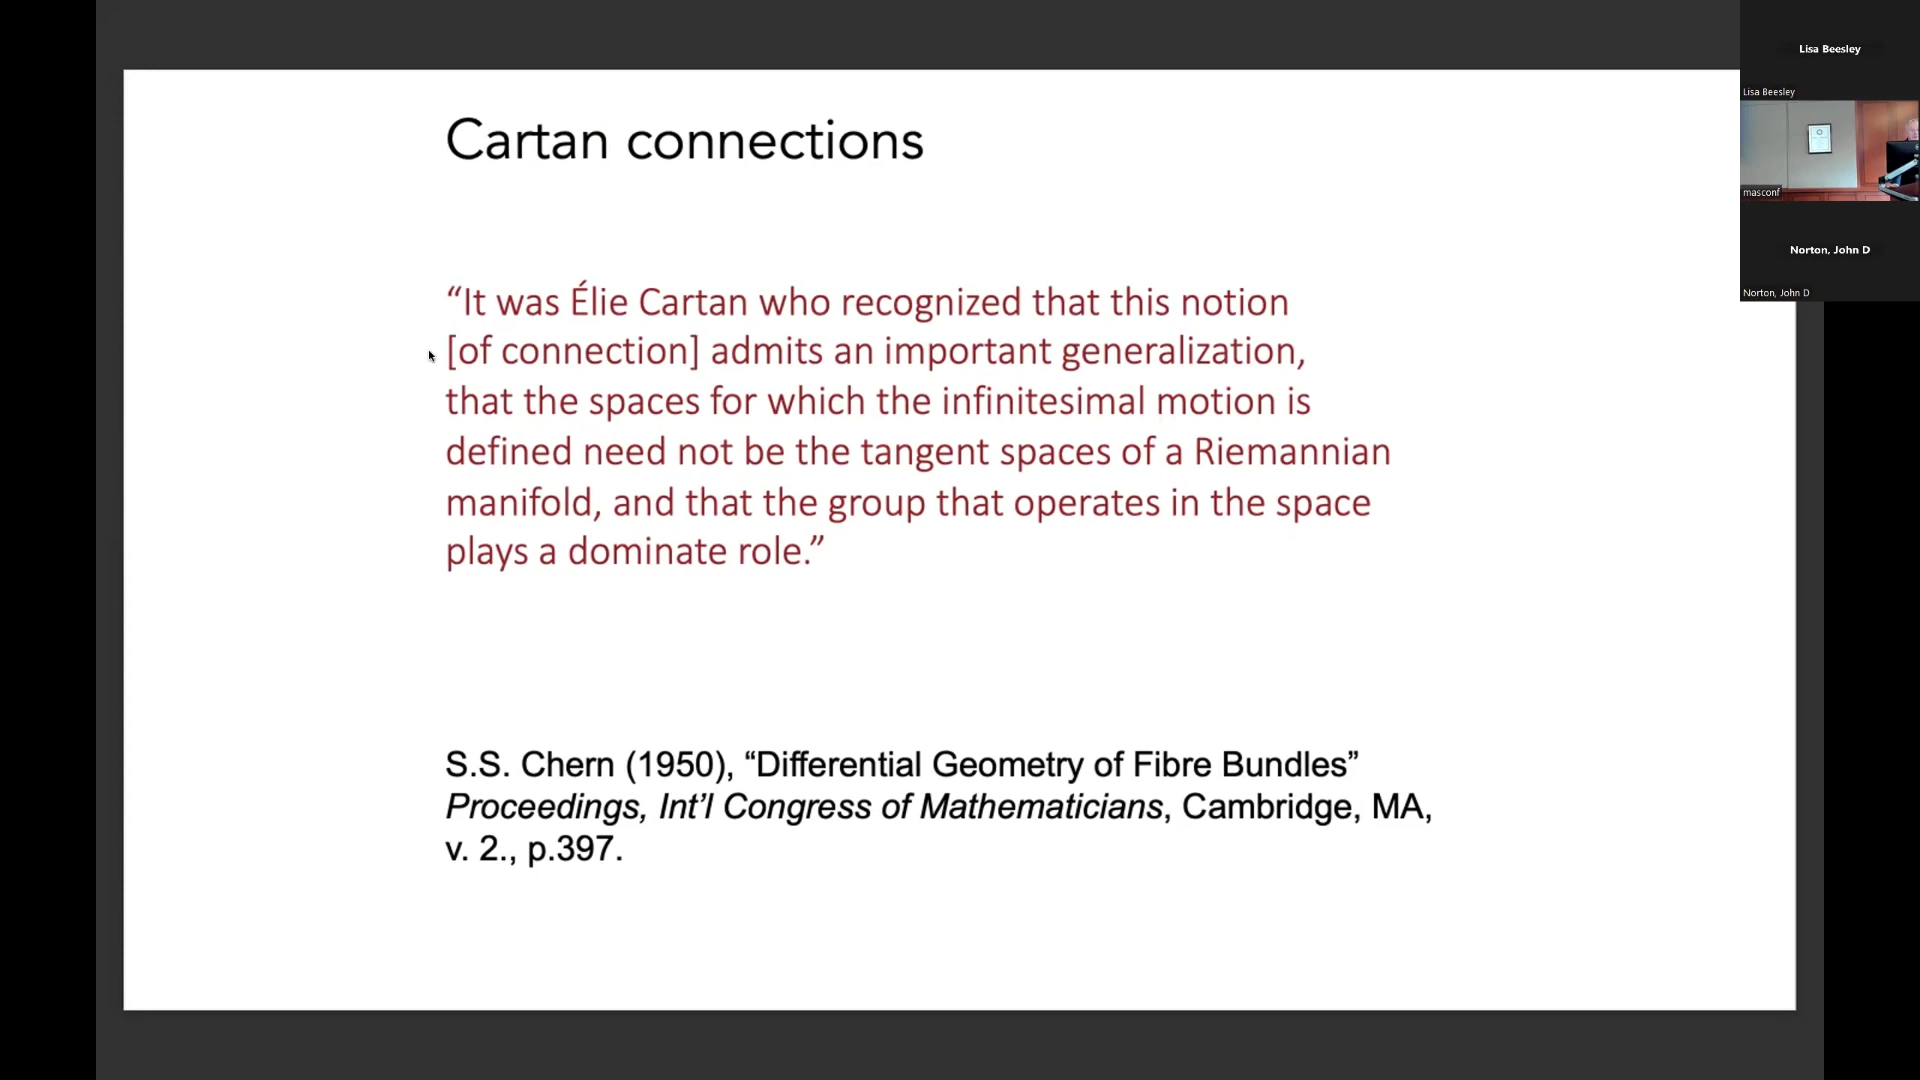 Cartan connections
“It was Élie Cartan who recognized that this notion
[of connection] admits an important generalization,
that the spaces for which the infinitesimal motion is
defined need not be the tangent spaces of a Riemannian
manifold, and that the group that operates in the space
plays a dominate role.”
S.S. Chern (1950), “Differential Geometry of Fibre Bundles”
Proceedings, Int’l Congress of Mathematicians, Cambridge, MA,
v. 2., p.397.
Lisa Beesley
Lisa Beesley
masconf
Norton, John D
Norton, John D